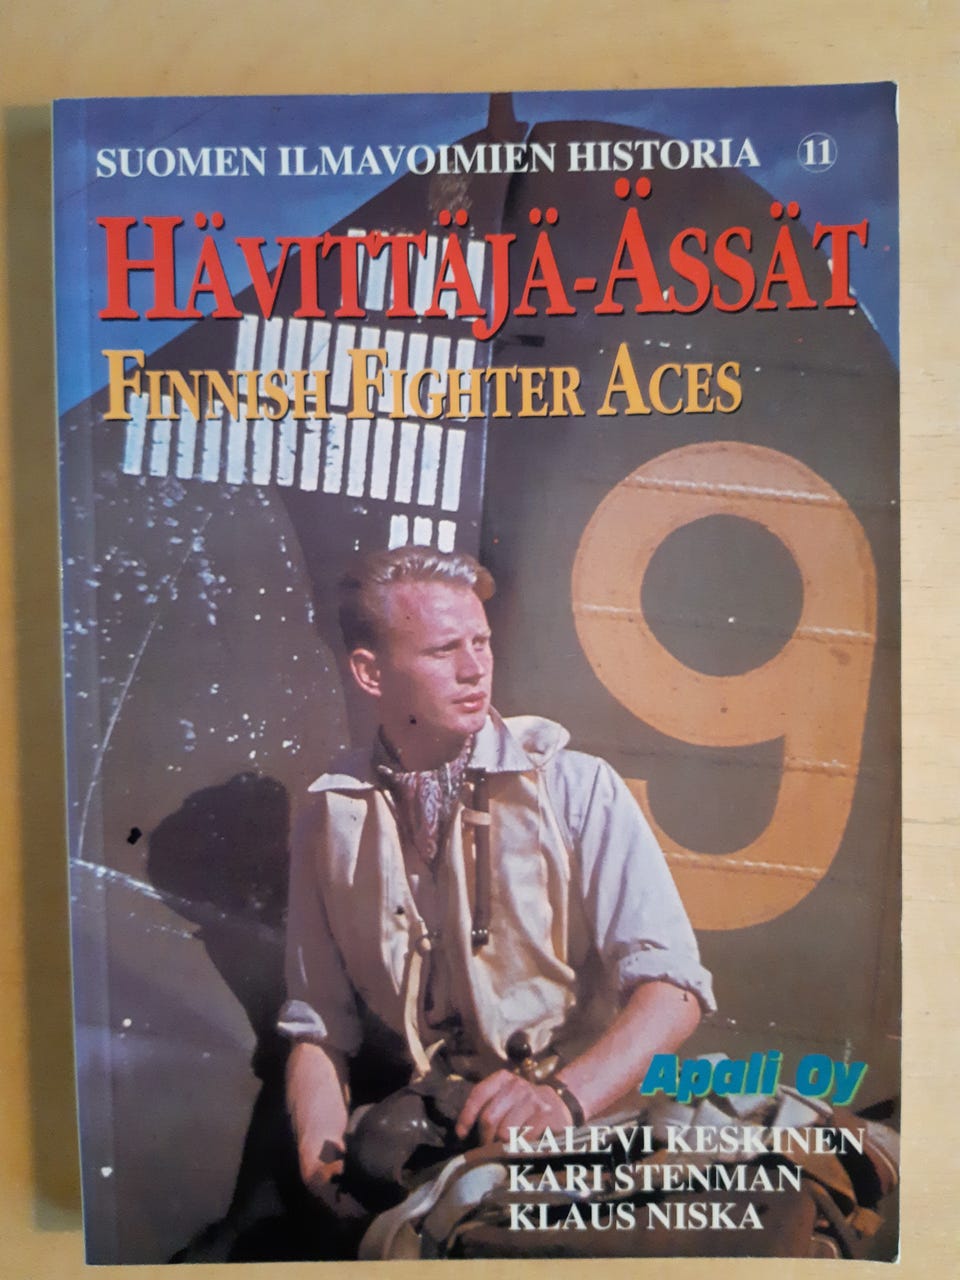 SUOMEN ILMAVOIMIEN HISTORIA 11
HÄVITTÄJÄ-ÄSSÄT
FINNISH FIGHTER ACES
9
Apali Oy
KALEVI KESKINEN
KARI STENMAN
KLAUS NISKA